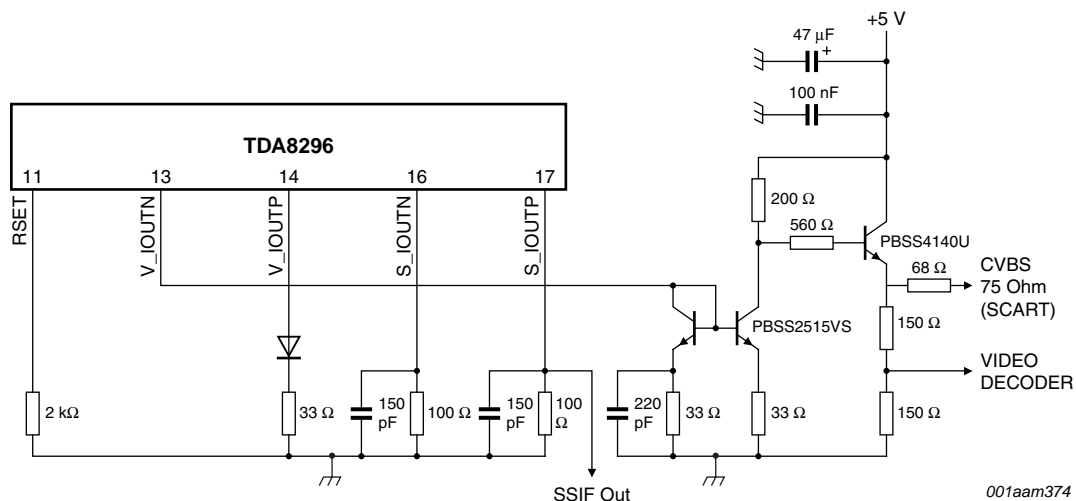 +5 V
47 μF
+
100 nF
TDA8296
11
13
14
16
17
RSET
V_IOUTN
V_IOUTP
S_IOUTN
S_IOUTP
200 Ω
560 Ω
PBSS4140U
68 Ω
CVBS
75 Ohm
(SCART)
PBSS2515VS
150 Ω
VIDEO
DECODER
2 kΩ
33 Ω
150
pF
100 Ω
150
pF
100
Ω
220
pF
33 Ω
33 Ω
150 Ω
SSIF Out
001aam374